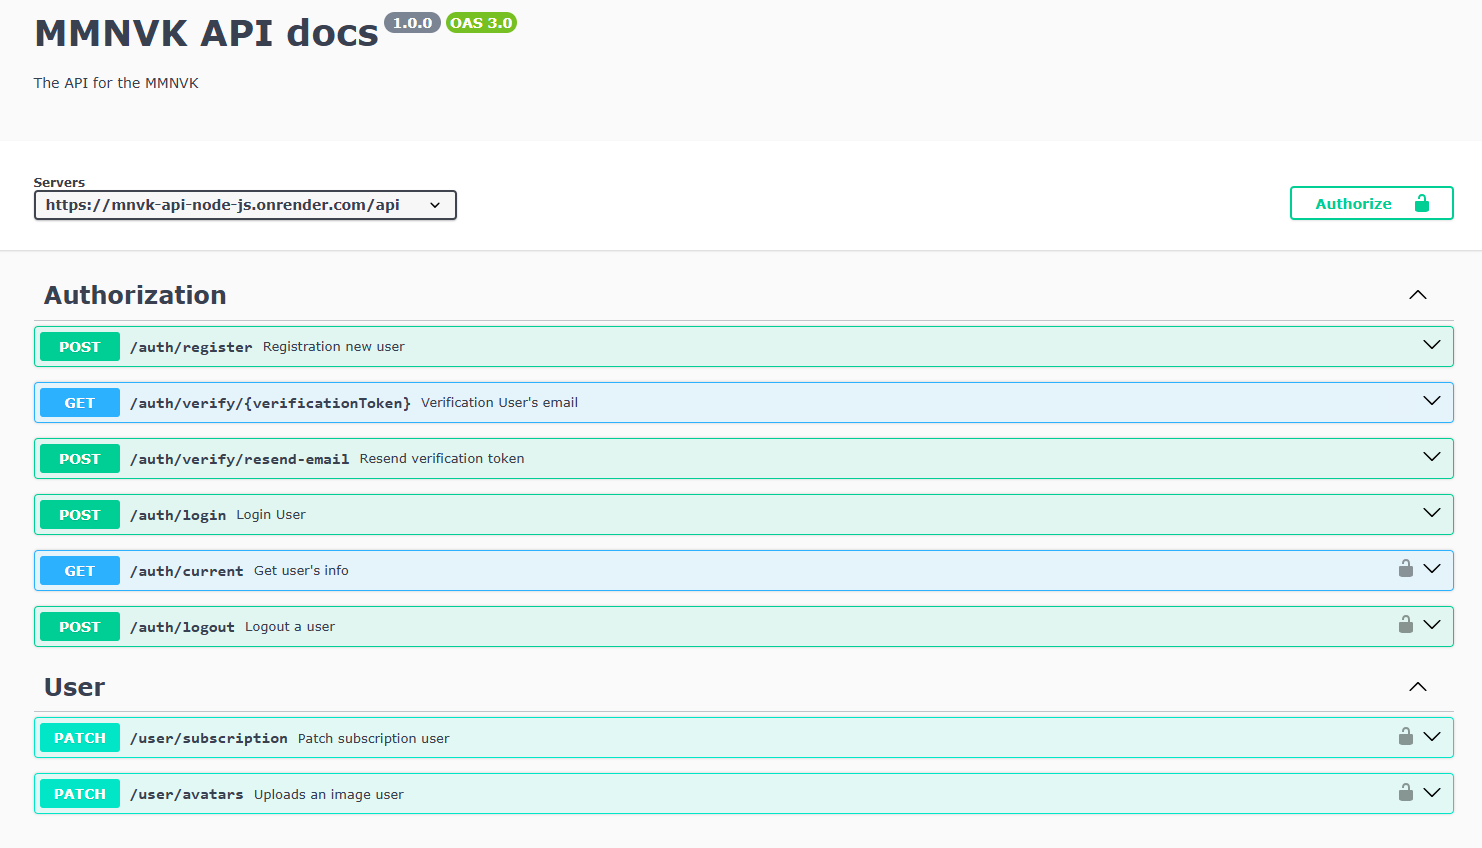 MMNVK API docs 1.0.0 OAS 3.0
The API for the MMNVK
Servers
https://mnvk-api-node-js.onrender.com/api
Authorize
Authorization
POST /auth/register Registration new user
GET /auth/verify/{verificationToken} Verification User's email
POST /auth/verify/resend-email Resend verification token
POST /auth/login Login User
GET /auth/current Get user's info
POST /auth/logout Logout a user
User
PATCH /user/subscription Patch subscription user
PATCH /user/avatars Uploads an image user